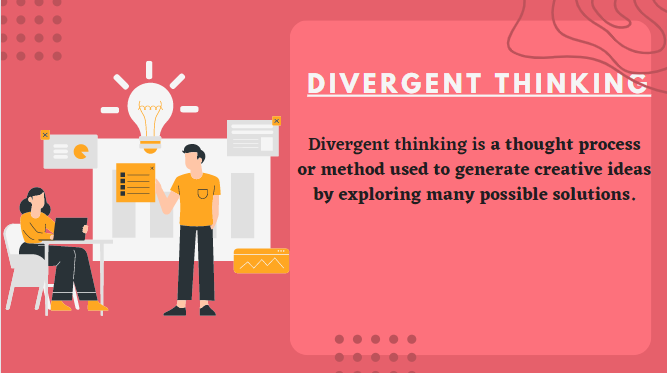 DIVERGENT THINKING
Divergent thinking is a thought process
or method used to generate creative ideas
by exploring many possible solutions.